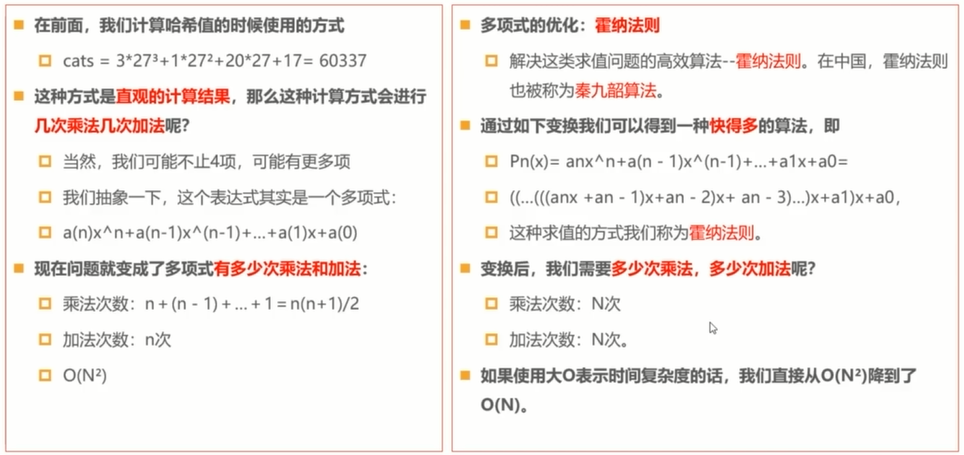 在前面，我们计算哈希值的时候使用的方式
cats = 3*27³+1*27²+20*27+17= 60337
这种方式是直观的计算结果，那么这种计算方式会进行
几次乘法几次加法呢？
当然，我们可能不止4项，可能有更多项
我们抽象一下，这个表达式其实是一个多项式：
a(n)x^n+a(n-1)x^(n-1)+…+a(1)x+a(0)
现在问题就变成了多项式有多少次乘法和加法：
乘法次数：n＋(n－1)＋…＋1＝n(n+1)/2
加法次数：n次
O(N²)
多项式的优化：霍纳法则
解决这类求值问题的高效算法--霍纳法则。在中国，霍纳法则
也被称为秦九韶算法。
通过如下变换我们可以得到一种快得多的算法，即
Pn(x)= anx^n+a(n－1)x^(n-1)+…+a1x+a0=
((…(((anx +an－1)x+an－2)x+ an－3)…)x+a1)x+a0，
这种求值的方式我们称为霍纳法则。
变换后，我们需要多少次乘法，多少次加法呢？
乘法次数：N次
加法次数：N次。
如果使用大O表示时间复杂度的话，我们直接从O(N²)降到了
O(N)。